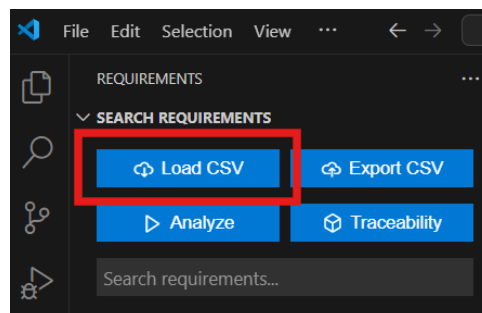 File Edit Selection View ...
REQUIREMENTS ...
SEARCH REQUIREMENTS
Load CSV Export CSV
Analyze Traceability
Search requirements...